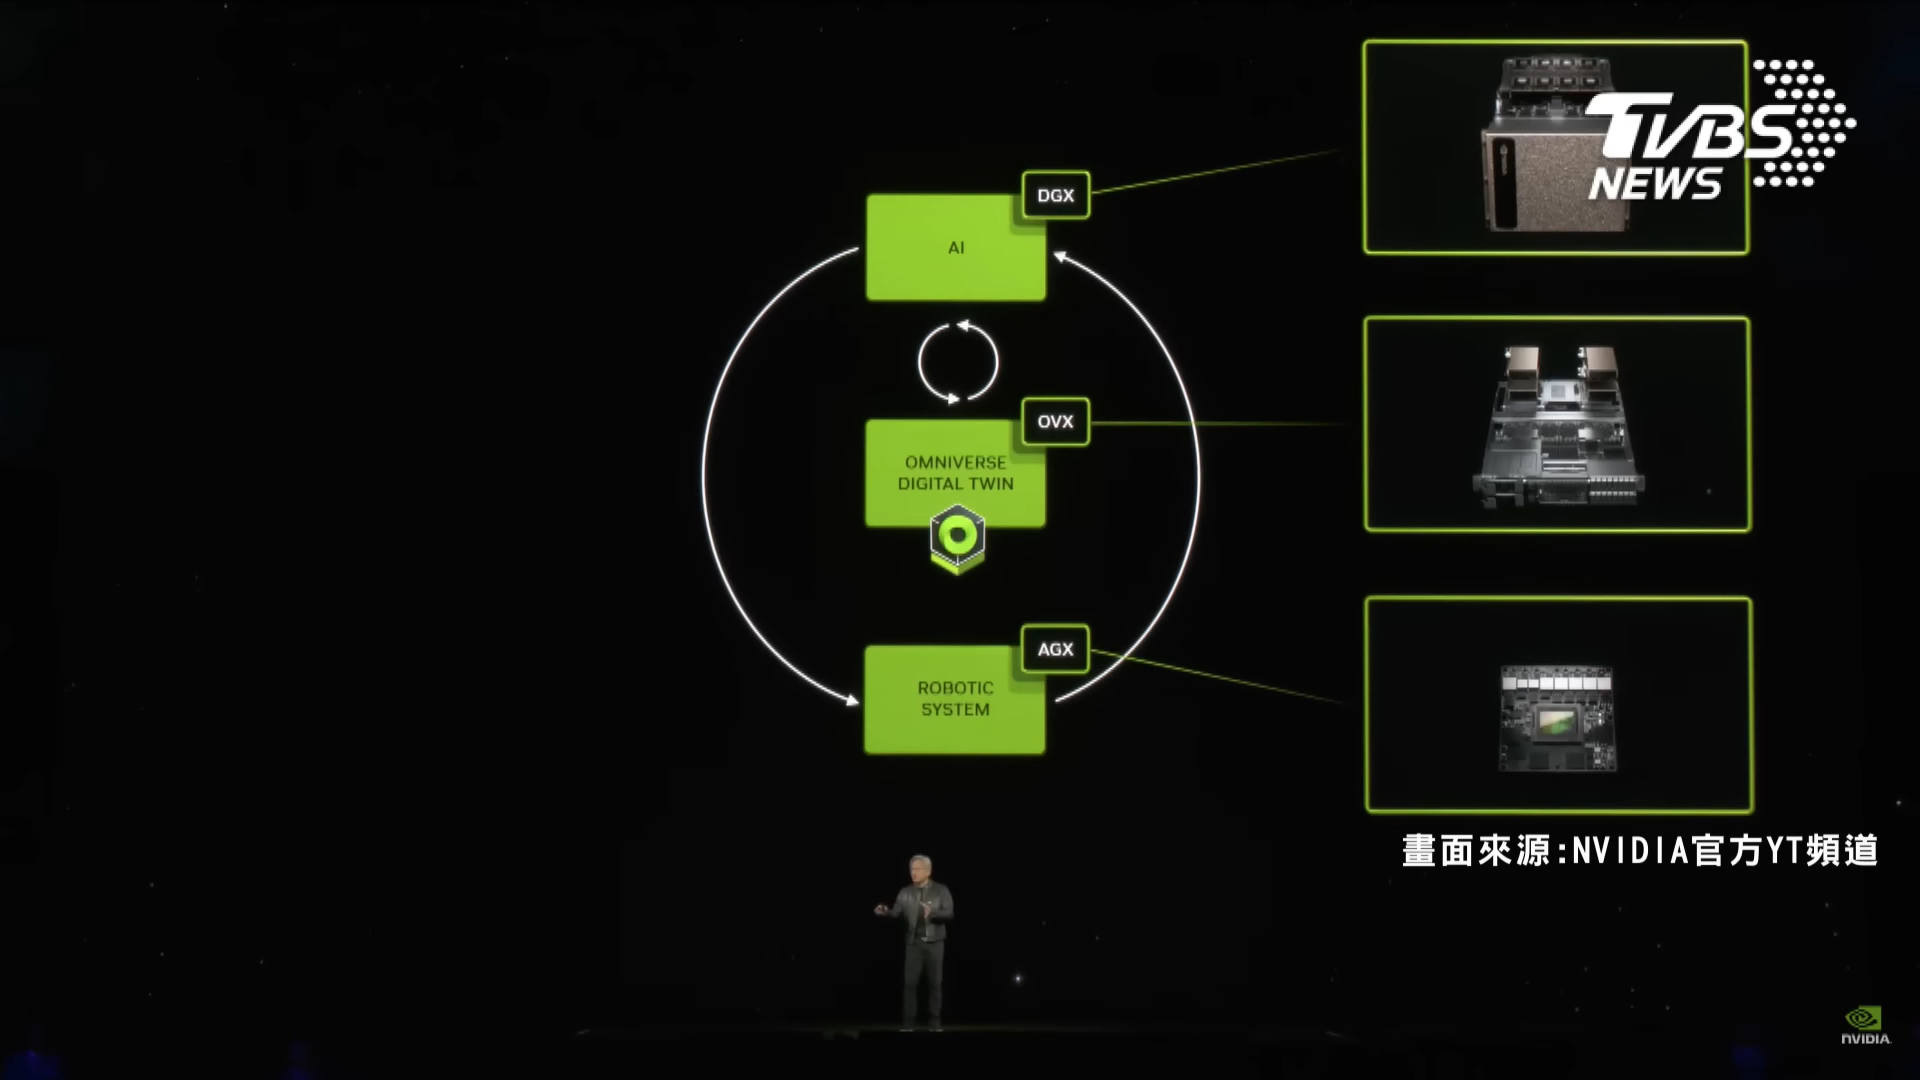 TVBS
NEWS
DGX
AI
OVX
OMNIVERSE
DIGITAL TWIN
AGX
ROBOTIC
SYSTEM
畫面來源:NVIDIA官方YT頻道
NVIDIA